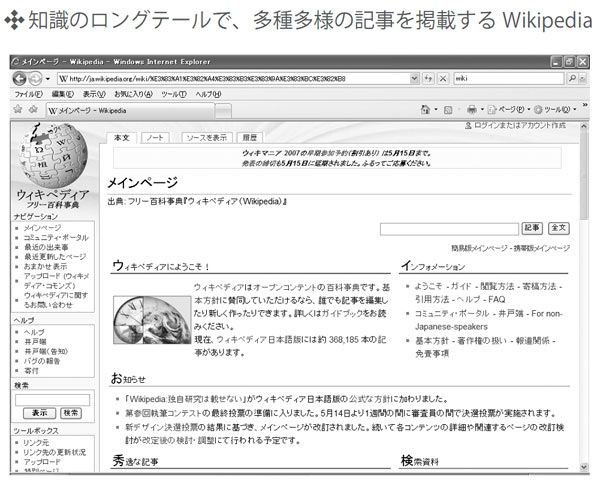 知識のロングテールで、多種多様の記事を掲載する Wikipedia
メインページ - Wikipedia - Windows Internet Explorer
http://ja.wikipedia.org/wiki/%E3%83%A1%E3%82%A4%E3%83%B3%E3%83%9A%E3%83%BC%E3%82%B8
wiki
ファイル(F) 編集(E) 表示(V) お気に入り(A) ツール(T) ヘルプ(H)
メインページ - Wikipedia
ページ(P) ツール(O)
ログインまたはアカウント作成
本文 ノート ソースを表示 履歴
ウィキマニア 2007の早期参加予約(割引あり)は5月15日まで。
発表の締切も5月15日に延期されました。ふるってご応募ください。
メインページ
出典: フリー百科事典『ウィキペディア(Wikipedia)』
記事 全文
簡易版メインページ - 携帯版メインページ
ウィキペディア
フリー百科事典
ナビゲーション
メインページ
コミュニティ・ポータル
最近の出来事
最近更新したページ
おまかせ表示
アップロード (ウィキメディア・コモンズ)
ウィキペディアに関するお問い合わせ
ヘルプ
ヘルプ
井戸端
井戸端(告知)
バグの報告
寄付
検索
表示 検索
ツールボックス
リンク元
リンク先の更新状況
アップロード
特別ページ
ウィキペディアにようこそ！
ウィキペディアはオープンコンテントの百科事典です。基
本方針に賛同していただけるなら、誰でも記事を編集し
たり新しく作ったりできます。詳しくはガイドブックをお読
みください。
現在、ウィキペディア日本語版には約 368,185 本の記
事があります。
インフォメーション
ようこそ - ガイド - 閲覧方法 - 寄稿方法 -
引用方法 - ヘルプ - FAQ
コミュニティ・ポータル - 井戸端 - For non-
Japanese-speakers
基本方針 - 著作権の扱い - 報道関係 -
免責事項
お知らせ
「Wikipedia:独自研究は載せない」がウィキペディア日本語版の公式な方針に加わりました。
第参回執筆コンテストの最終投票の準備に入りました。5月14日より1週間の間に審査員の間で決選投票が実施されます。
新デザイン決選投票の結果に基づき、メインページが改訂されました。続いて各コンテンツの詳細や関連するページの改訂検
討が改定後の検討・調整にて行われる予定です。
秀逸な記事
検索資料